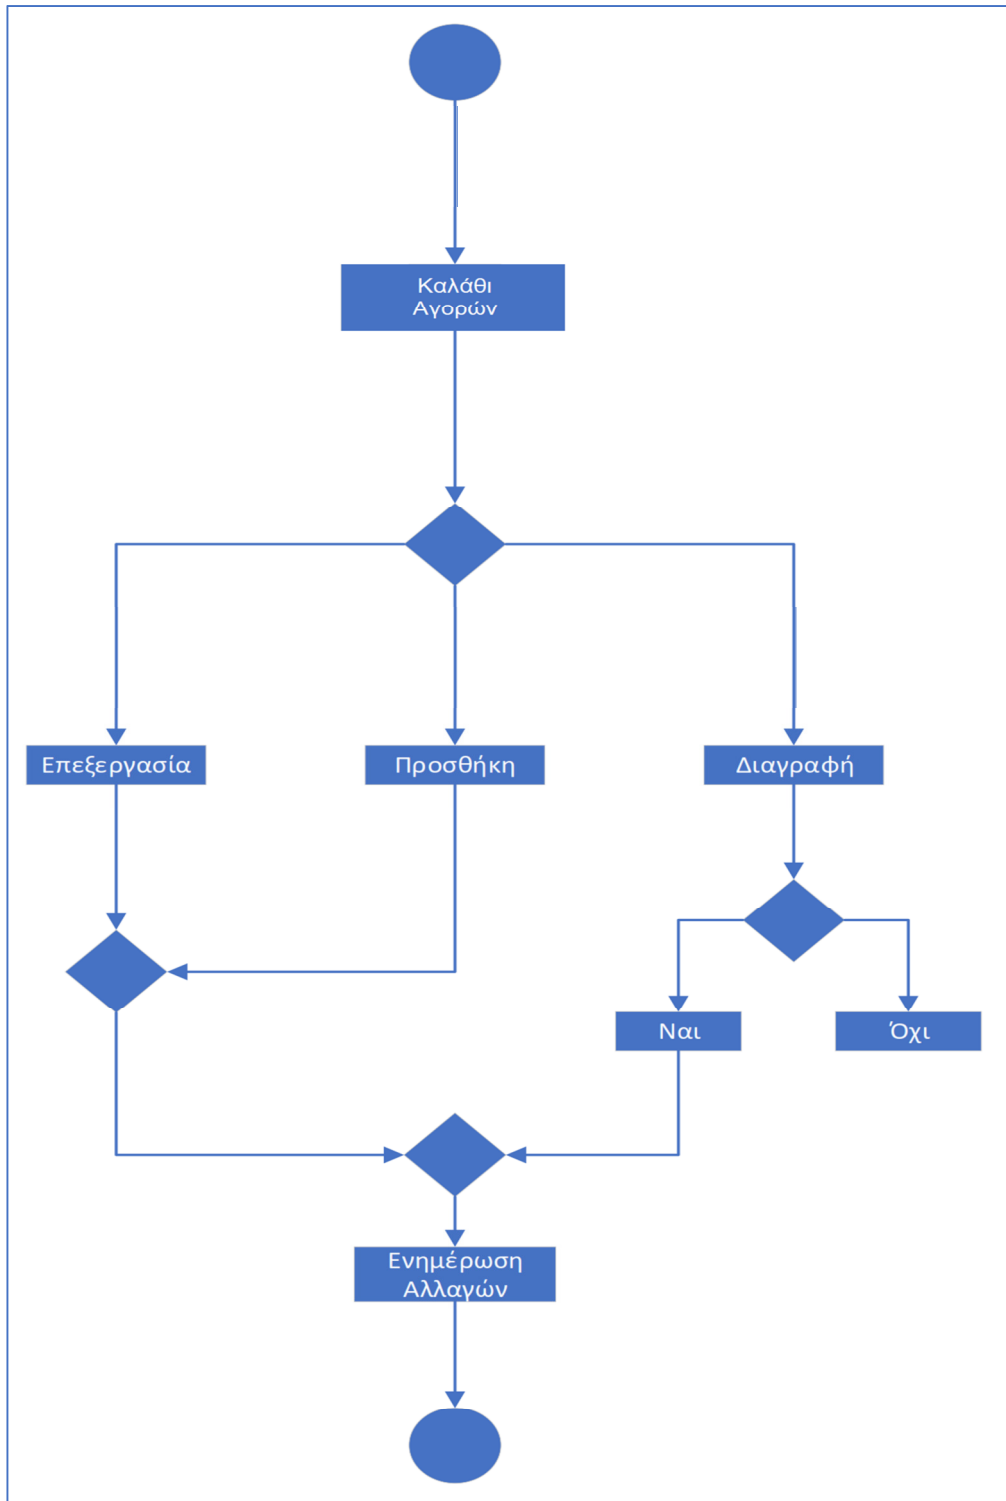 Καλάθι
Αγορών
Επεξεργασία
Προσθήκη
Διαγραφή
Ναι
Όχι
Ενημέρωση
Αλλαγών